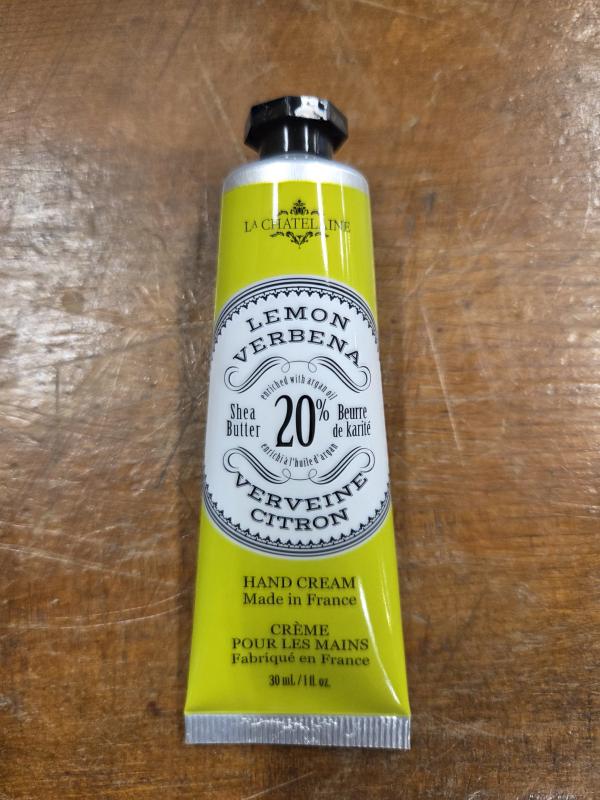 LA CHATELAINE
LEMON
VERBENA
enriched with argan oil
Shea
Butter
20%
Beurre
de karité
enrichi à l'huile d'argan
VERVEINE
CITRON
HAND CREAM
Made in France
CRÈME
POUR LES MAINS
Fabriqué en France
30 ml. / 1 fl. oz.